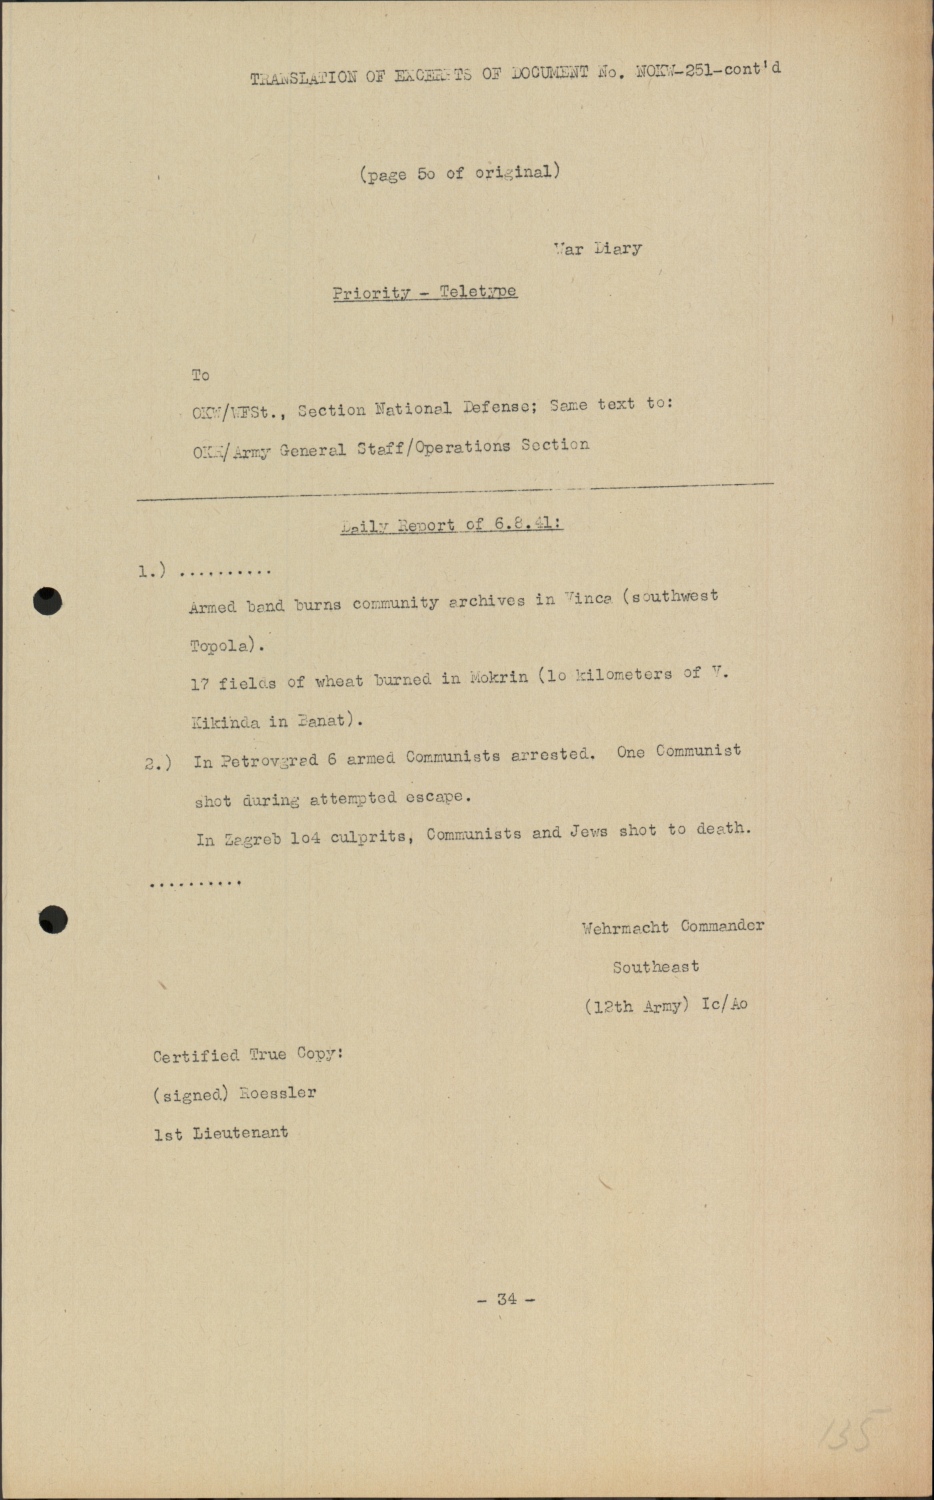 TRANSLATION OF EXCERPTS OF DOCUMENT No. NOKW-251-cont'd
(page 5o of original)
War Diary
Priority - Teletype
To
OKW/WFSt., Section National Defense; Same text to:
OKH/Army General Staff/Operations Section
Daily Report of 6.8.41:
1.) ..........
Armed band burns community archives in Vinca (southwest
Topola).
17 fields of wheat burned in Mokrin (1o kilometers of V.
Kikinda in Banat).
2.) In Petrovgrad 6 armed Communists arrested. One Communist
shot during attempted escape.
In Zagreb 1o4 culprits, Communists and Jews shot to death.
..........
Wehrmacht Commander
Southeast
(12th Army) Ic/Ao
Certified True Copy:
(signed) Roessler
1st Lieutenant
- 34 -
135